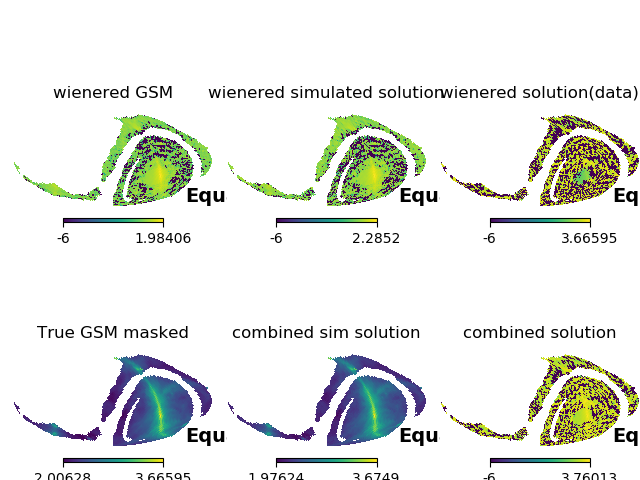 wienered GSM
wienered simulated solution
wienered solution(data)
Equ
Equ
Eq
-6 1.98406
-6 2.2852
-6 3.66595
True GSM masked
combined sim solution
combined solution
Equ
Equ
Eq
2.00628 3.66595
1.97624 3.6749
-6 3.76013